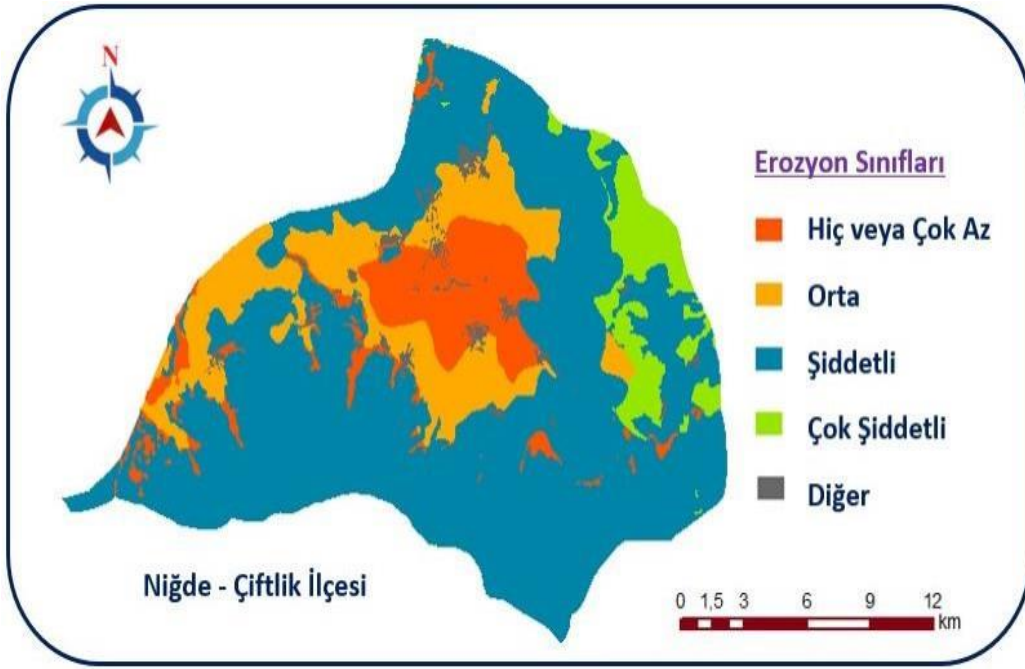 N
Erozyon Sınıfları
Hiç veya Çok Az
Orta
Şiddetli
Çok Şiddetli
Diğer
Niğde - Çiftlik İlçesi
0 1,5 3 6 9 12
km